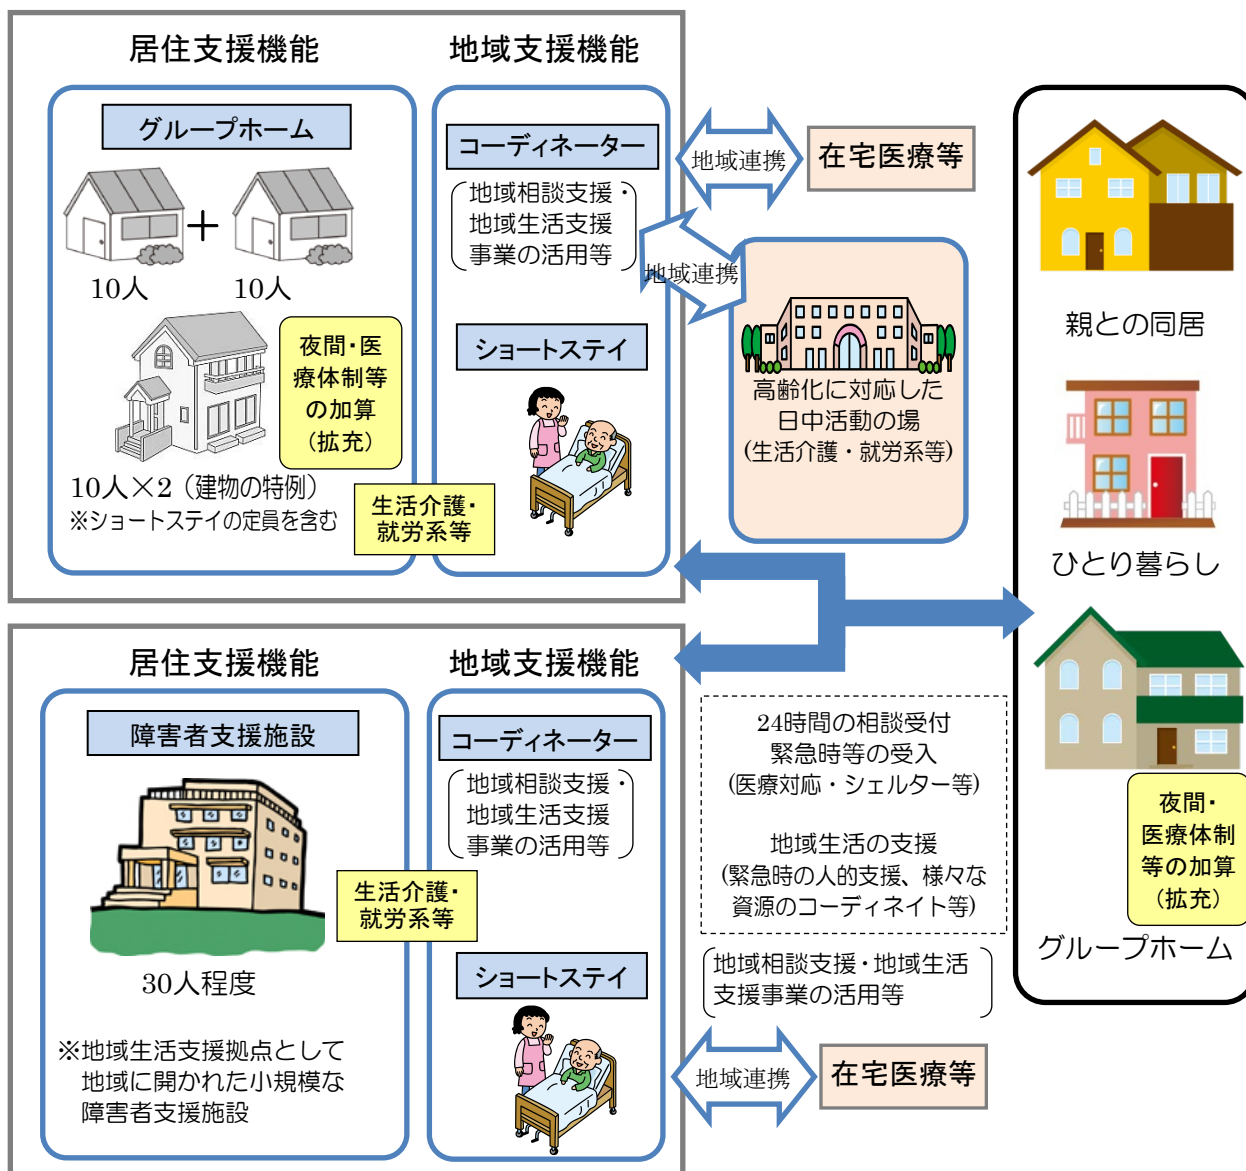 居住支援機能
地域支援機能
グループホーム
＋
10人
10人
夜間・医
療体制等
の加算
（拡充）
10人×2（建物の特例）
※ショートステイの定員を含む
生活介護・
就労系等
コーディネーター
地域相談支援・
地域生活支援
事業の活用等
ショートステイ
地域連携
在宅医療等
地域連携
高齢化に対応した
日中活動の場
(生活介護・就労系等)
親との同居
ひとり暮らし
夜間・
医療体制
等の加算
（拡充）
グループホーム
居住支援機能
地域支援機能
障害者支援施設
30人程度
※地域生活支援拠点として
地域に開かれた小規模な
障害者支援施設
生活介護・
就労系等
コーディネーター
地域相談支援・
地域生活支援
事業の活用等
ショートステイ
24時間の相談受付
緊急時等の受入
(医療対応・シェルター等)
地域生活の支援
(緊急時の人的支援、様々な
資源のコーディネイト等)
地域相談支援・地域生活
支援事業の活用等
地域連携
在宅医療等